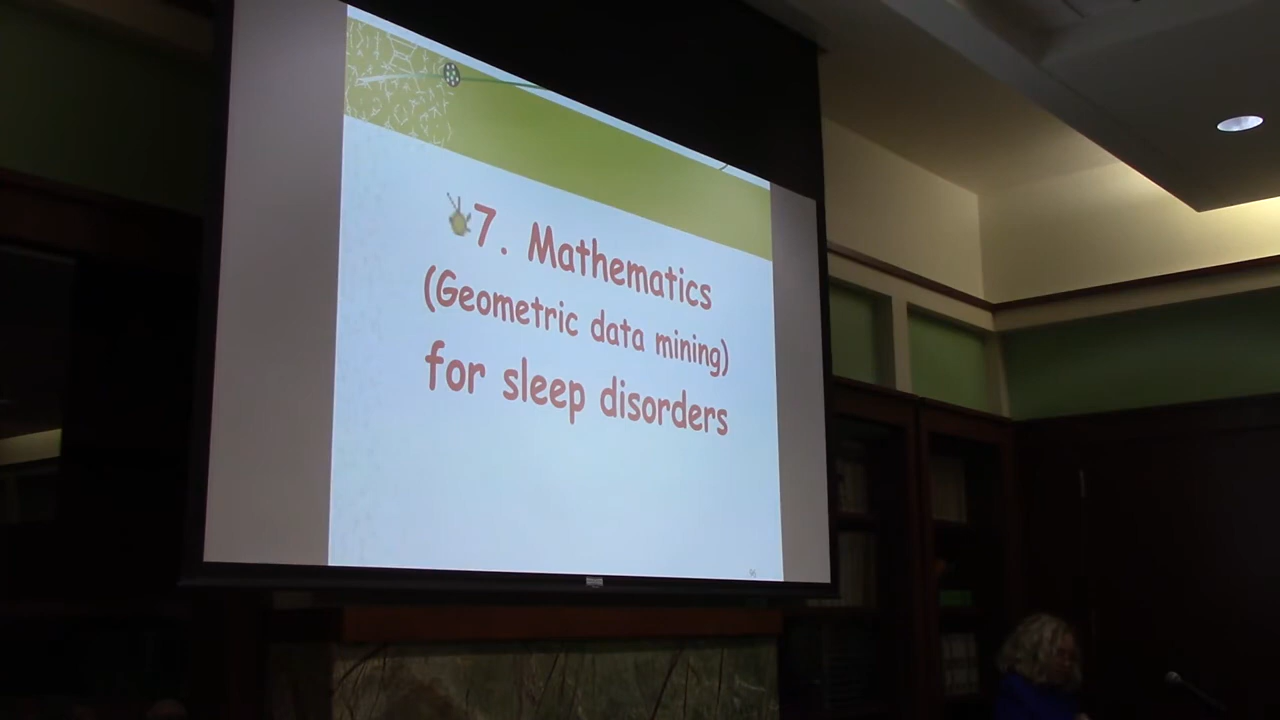 7. Mathematics
(Geometric data mining)
for sleep disorders